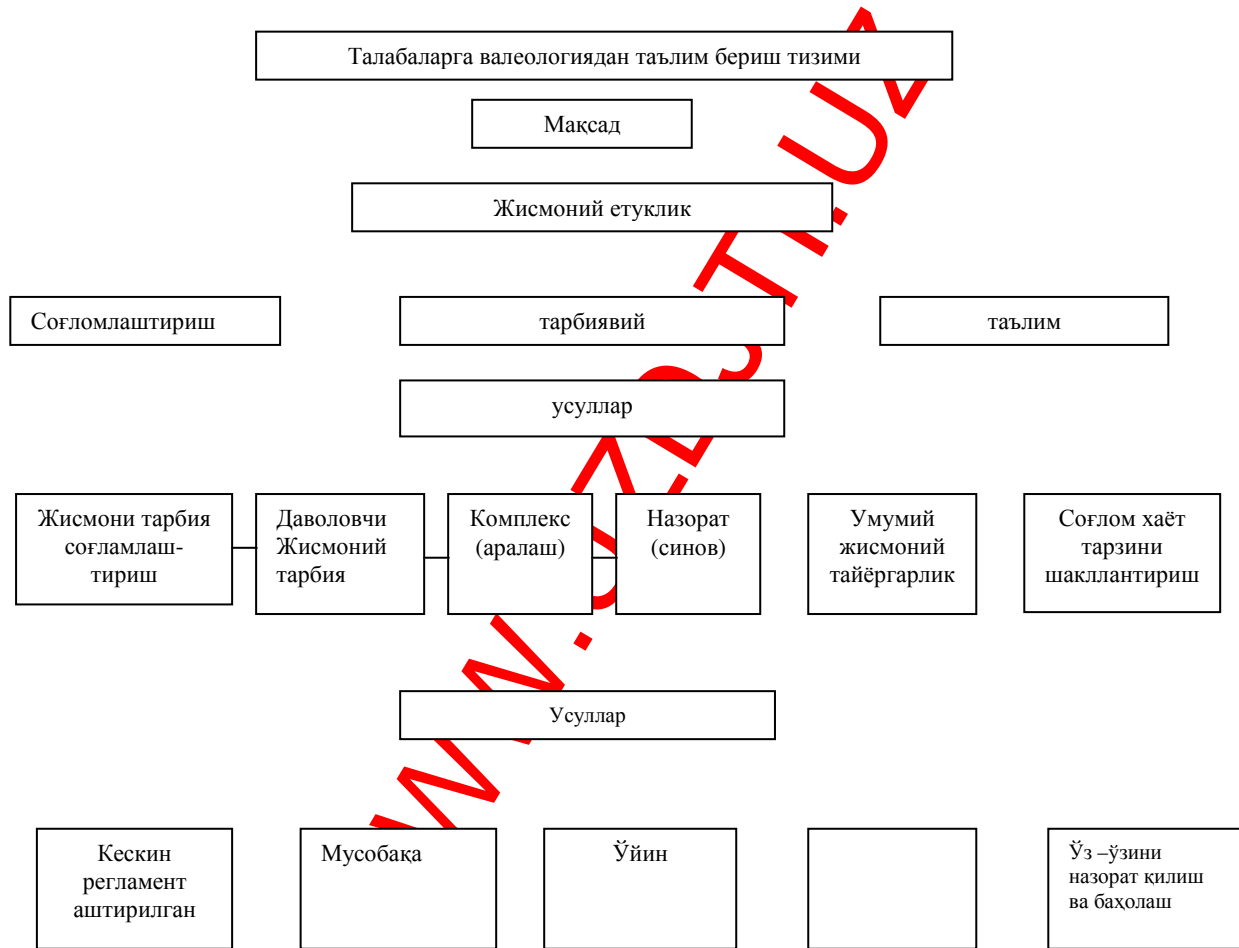 Талабаларга валеологиядан таълим бериш тизими
Мақсад
Жисмоний етуклик
Соғломлаштириш
тарбиявий
таълим
усуллар
Жисмони тарбия
соғламлаш-
тириш
Даволовчи
Жисмоний
тарбия
Комплекс
(аралаш)
Назорат
(синов)
Умумий
жисмоний
тайёргарлик
Соғлом хаёт
тарзини
шакллантириш
Усуллар
Кескин
регламент
аштирилган
Мусобақа
Ўйин
Ўз –ўзини
назорат қилиш
ва баҳолаш